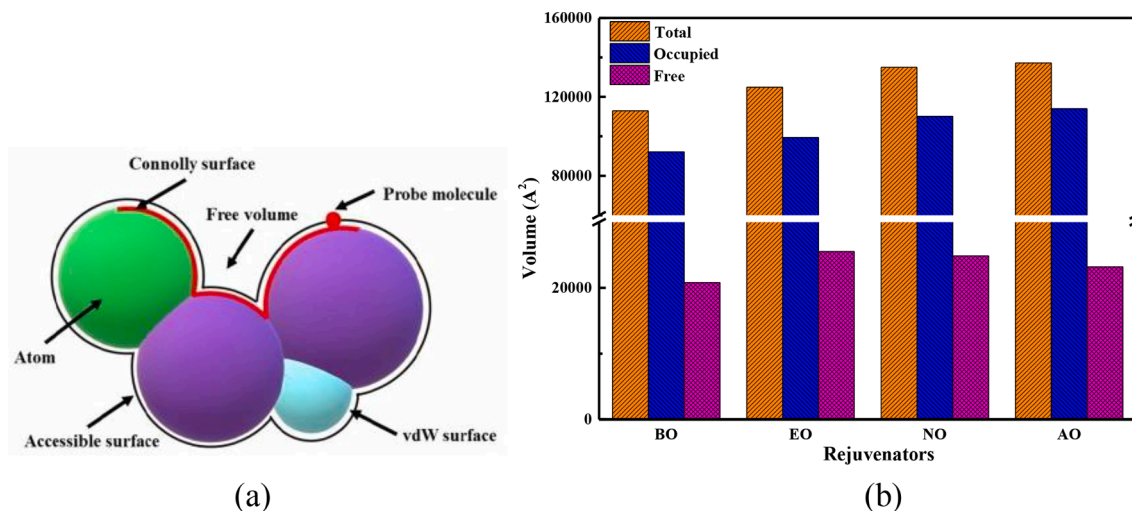 Connolly surface
Probe molecule
Free volume
Atom
Accessible surface
vdW surface
(a)
160000
120000
80000
20000
0
Volume (A²)
Total
Occupied
Free
BO EO NO AO
Rejuvenators
(b)